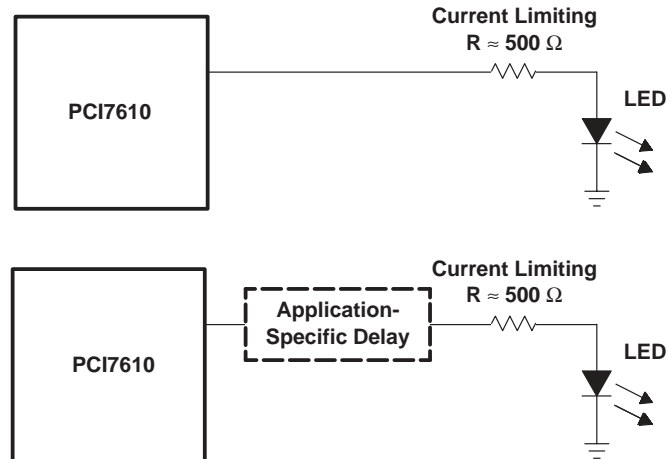 Current Limiting
R ≈ 500 Ω
PCI7610
LED
Current Limiting
R ≈ 500 Ω
Application-
Specific Delay
PCI7610
LED